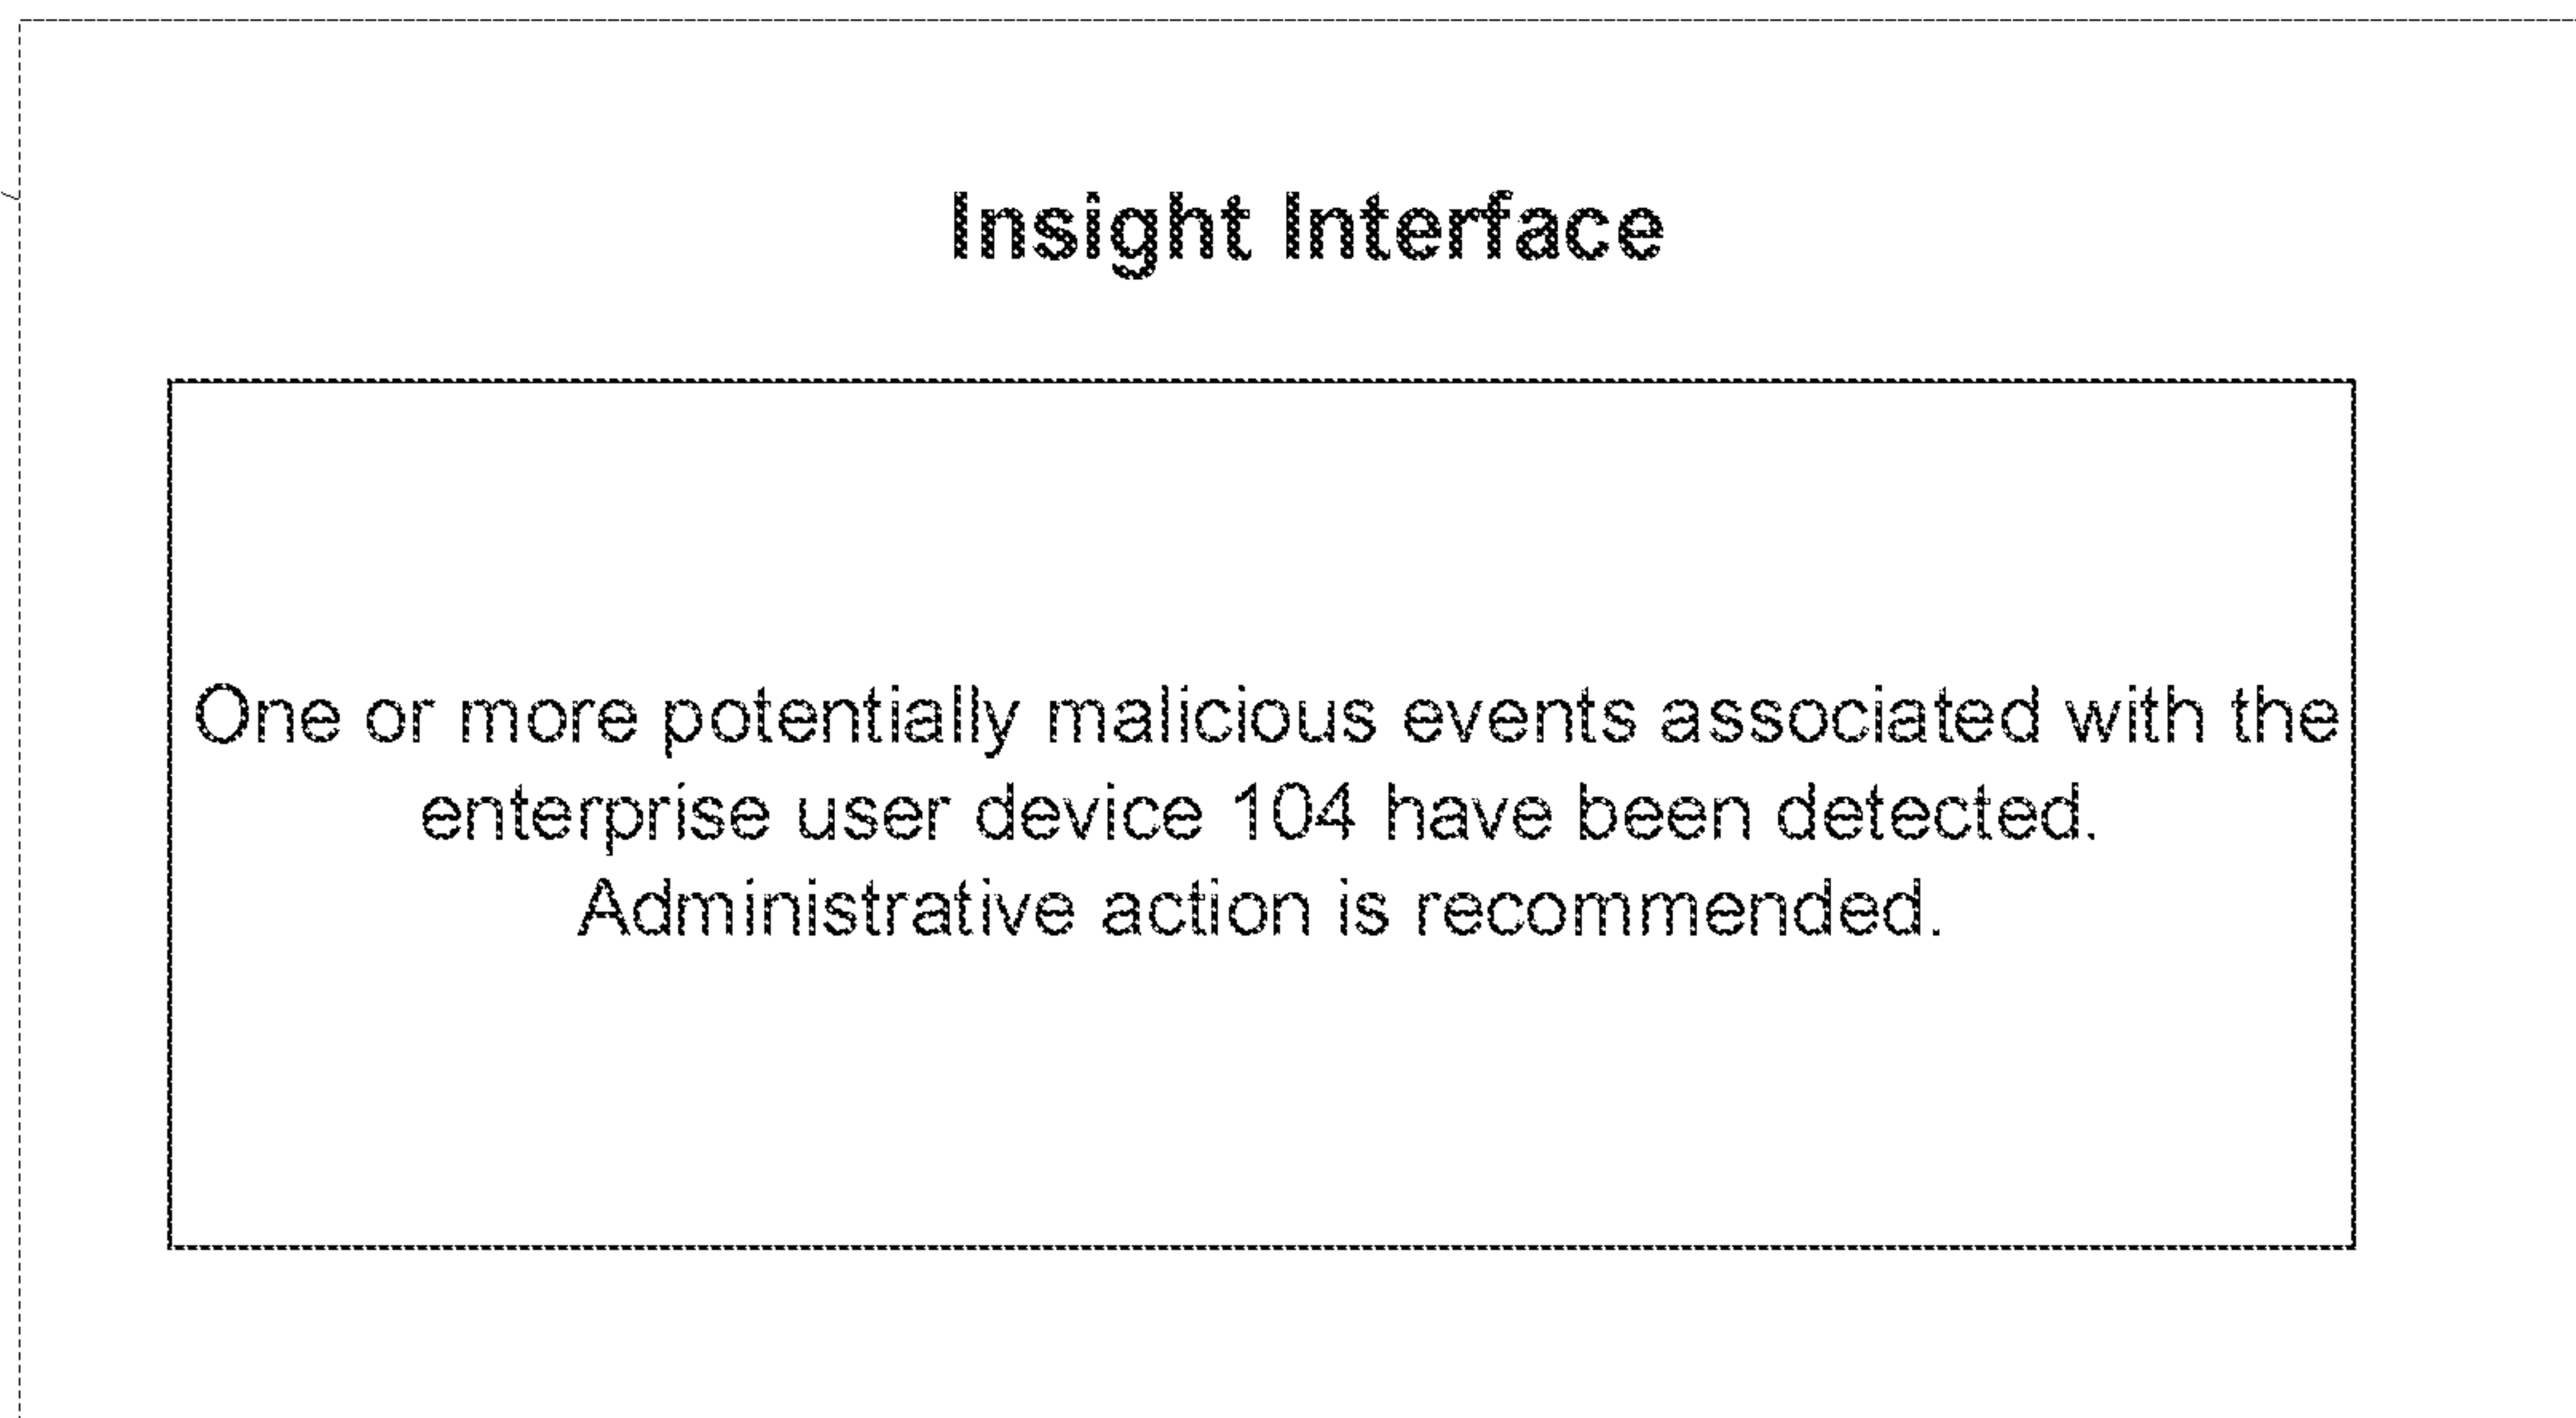 Insight Interface
One or more potentially malicious events associated with the
enterprise user device 104 have been detected.
Administrative action is recommended.